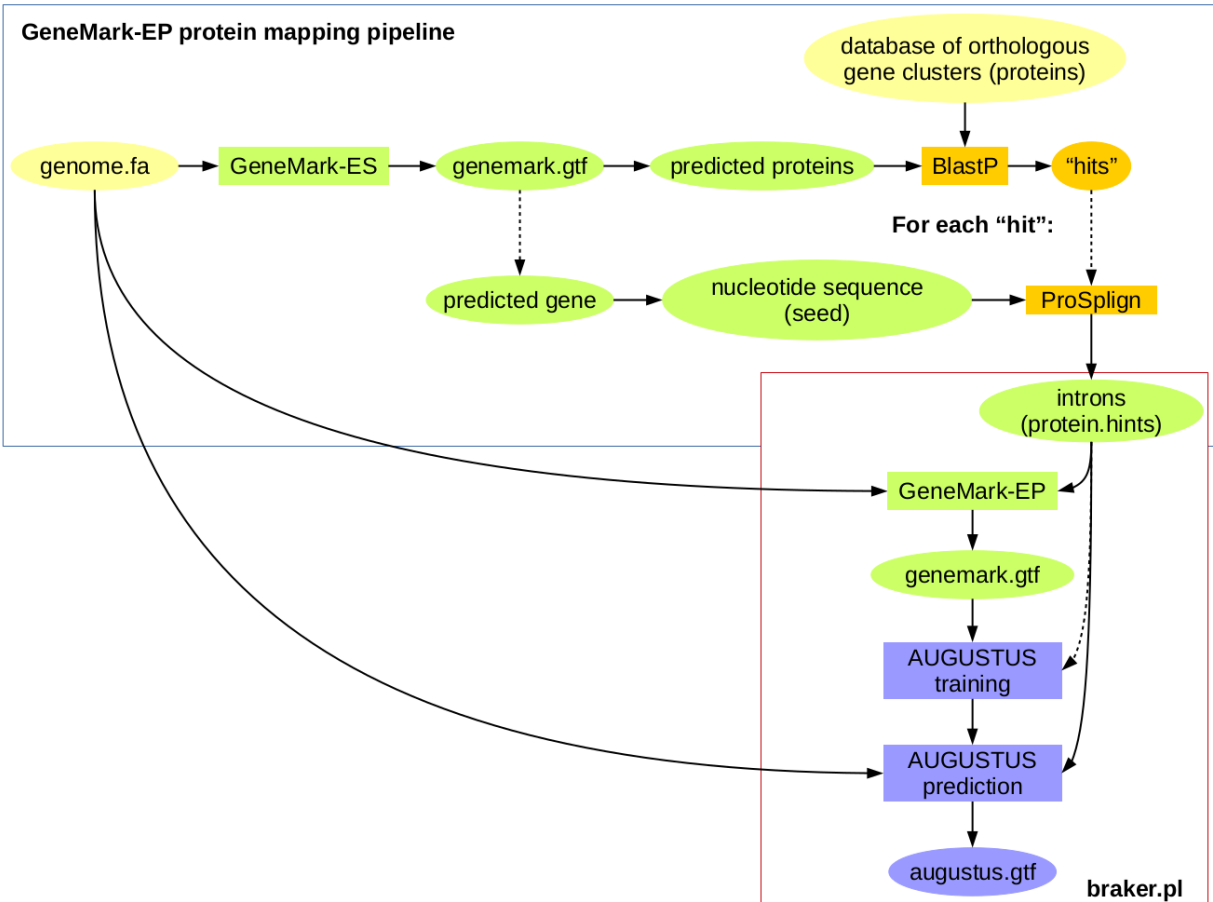 GeneMark-EP protein mapping pipeline
database of orthologous
gene clusters (proteins)
genome.fa
GeneMark-ES
genemark.gtf
predicted proteins
BlastP
“hits”
For each “hit”:
predicted gene
nucleotide sequence
(seed)
ProSplign
introns
(protein.hints)
GeneMark-EP
genemark.gtf
AUGUSTUS
training
AUGUSTUS
prediction
augustus.gtf
braker.pl